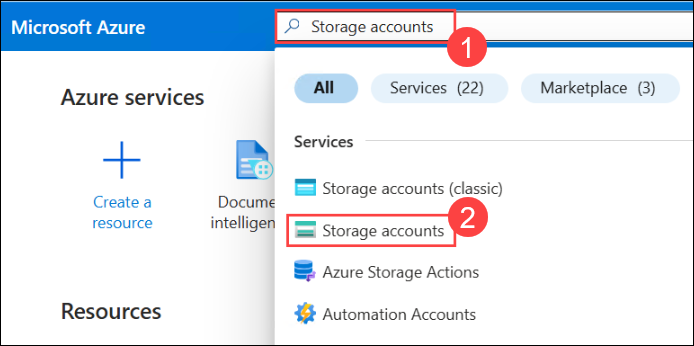 Microsoft Azure
Storage accounts
1
All
Services (22)
Marketplace (3)
Azure services
Create a
resource
Docume
intelligen
Resources
Services
Storage accounts (classic)
Storage accounts
2
Azure Storage Actions
Automation Accounts